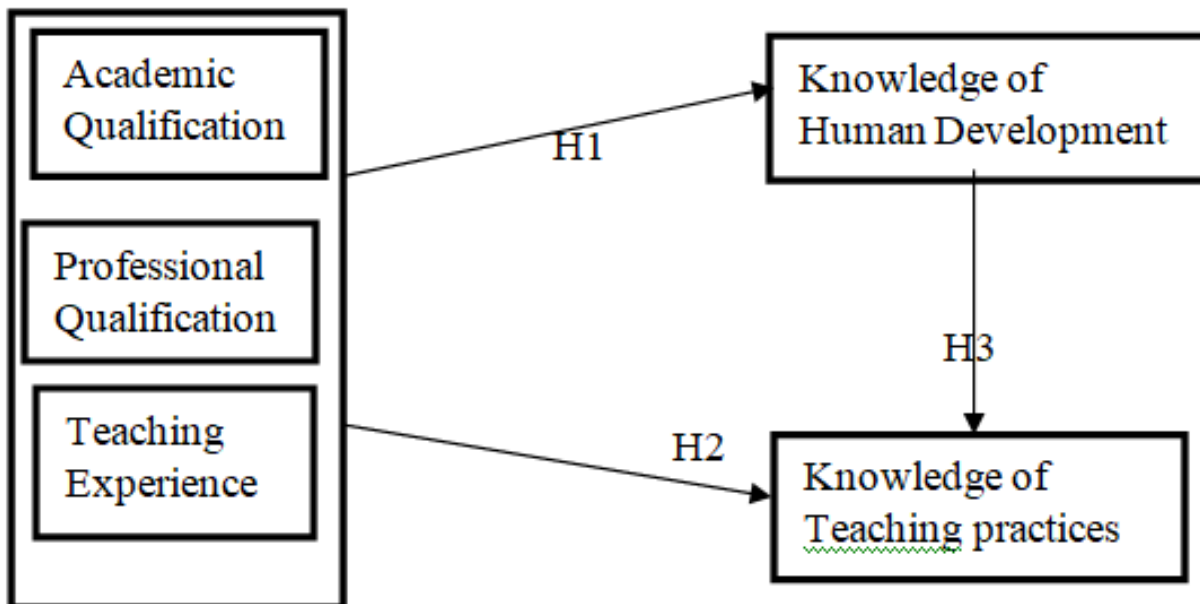 Academic
Qualification
Professional
Qualification
Teaching
Experience
H1
H2
H3
Knowledge of
Human Development
Knowledge of
Teaching practices